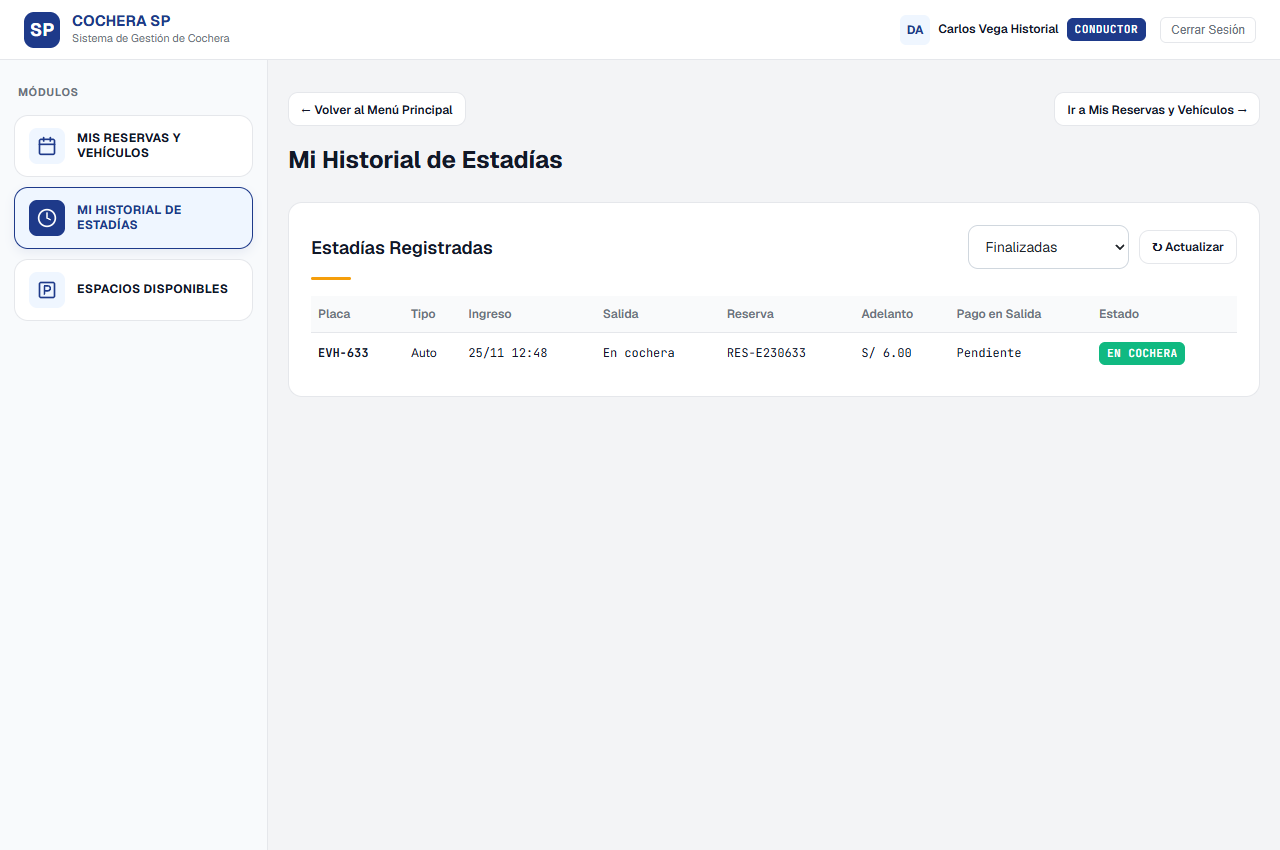 SP
COCHERA SP
Sistema de Gestión de Cochera
DA
Carlos Vega Historial
CONDUCTOR
Cerrar Sesión
MÓDULOS
MIS RESERVAS Y
VEHÍCULOS
MI HISTORIAL DE
ESTADÍAS
ESPACIOS DISPONIBLES
← Volver al Menú Principal
Ir a Mis Reservas y Vehículos →
Mi Historial de Estadías
Estadías Registradas
Finalizadas
↻ Actualizar
Placa Tipo Ingreso Salida Reserva Adelanto Pago en Salida Estado
EVH-633 Auto 25/11 12:48 En cochera RES-E230633 S/ 6.00 Pendiente EN COCHERA